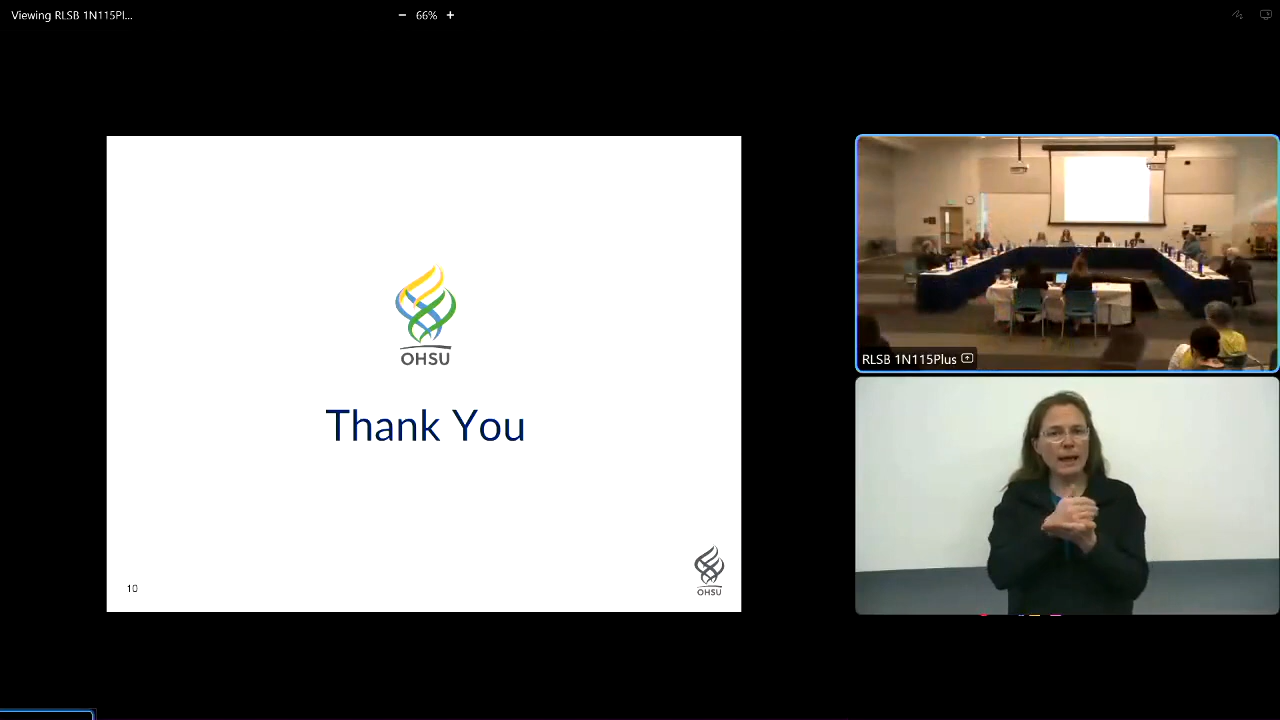 Viewing RLSB 1N115Pl...
− 66% +
OHSU
Thank You
10
OHSU
RLSB 1N115Plus